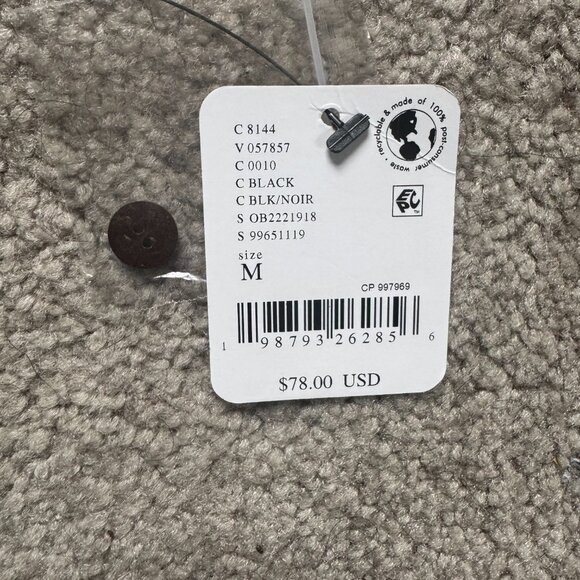 C 8144
V 057857
C 0010
C BLACK
C BLK/NOIR
S OB2221918
S 99651119
size
M
recyclable & made of 100% post-consumer waste •
EPC™
CP 997969
1 98793 26285 6
$78.00 USD